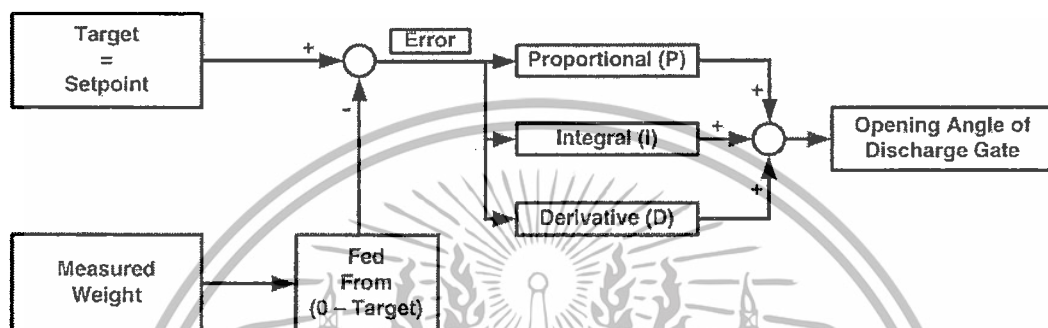 Target
=
Setpoint
+
-
Error
Proportional (P)
+
Integral (I)
+
Derivative (D)
+
Opening Angle of
Discharge Gate
Measured
Weight
Fed
From
(0 – Target)